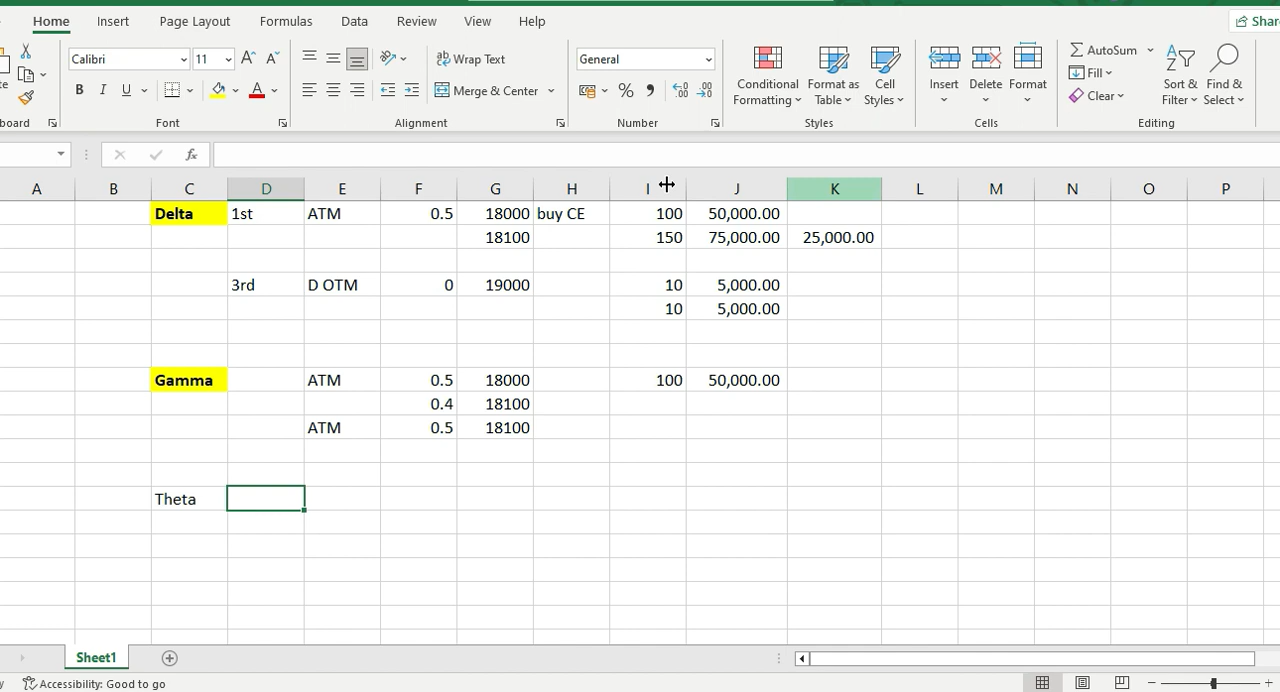 Home Insert Page Layout Formulas Data Review View Help Shar
Calibri 11 A^ Aˇ Wrap Text General AutoSum
Conditional Formatting Format as Table Cell Styles Insert Delete Format Fill Sort & Filter Find & Select
B I U A Merge & Center % , Clear
board Font Alignment Number Styles Cells Editing
fx
A B C D E F G H I J K L M N O P
Delta 1st ATM 0.5 18000 buy CE 100 50,000.00
18100 150 75,000.00 25,000.00
3rd D OTM 0 19000 10 5,000.00
10 5,000.00
Gamma ATM 0.5 18000 100 50,000.00
0.4 18100
ATM 0.5 18100
Theta
Sheet1
Accessibility: Good to go